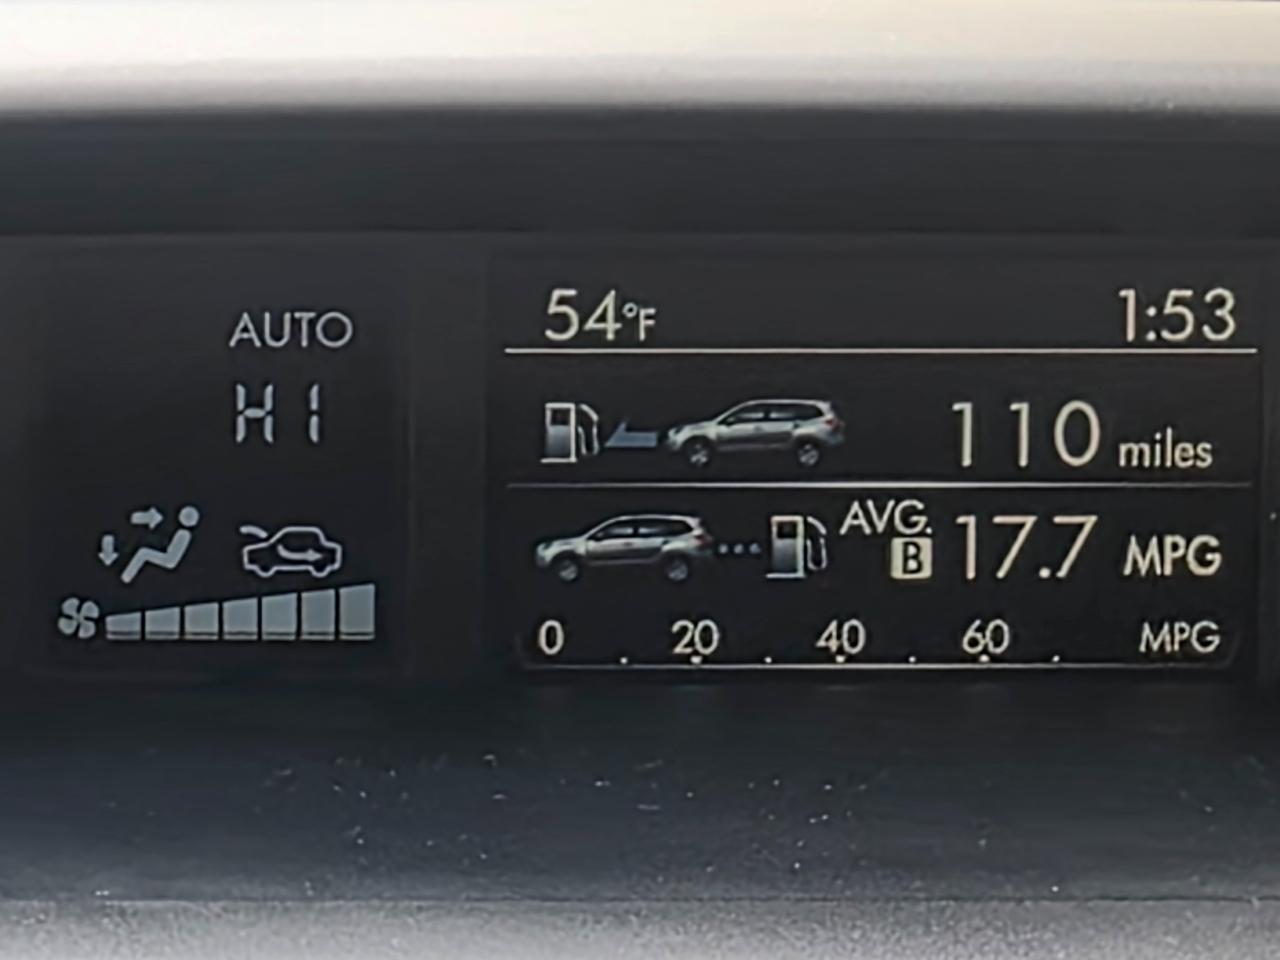 AUTO
HI
54°F 1:53
110 miles
AVG.
B 17.7 MPG
0 20 40 60 MPG